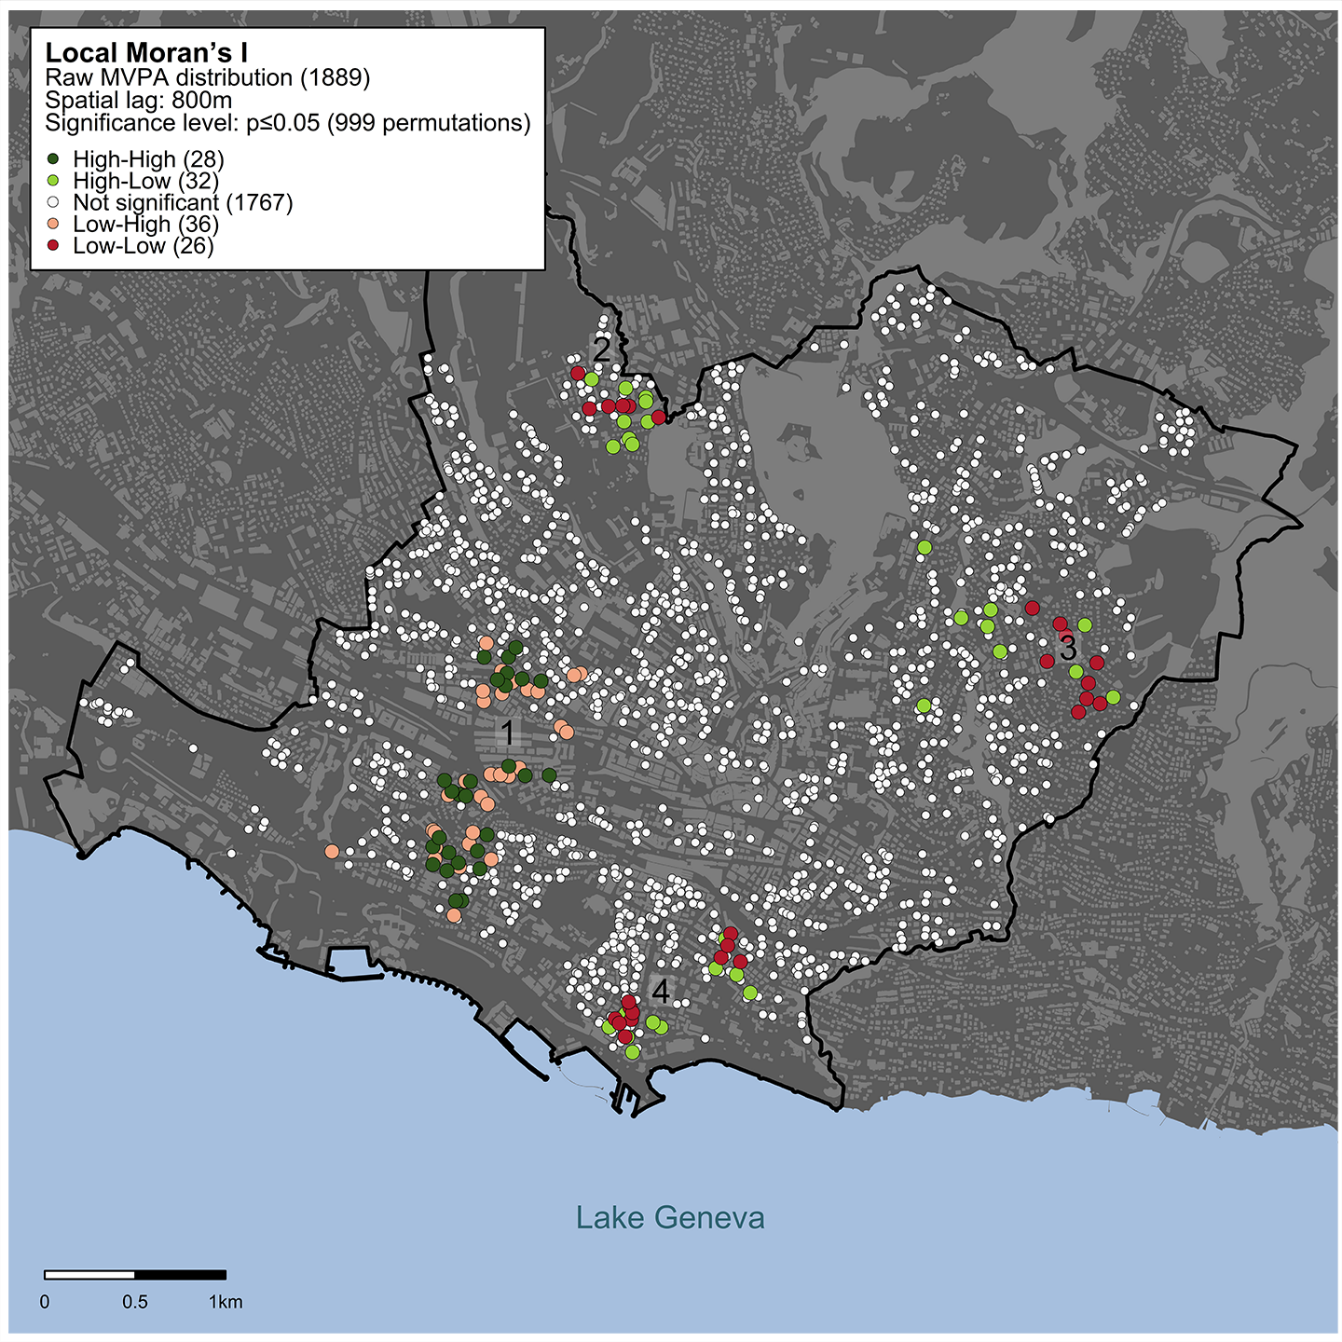 Local Moran’s I
Raw MVPA distribution (1889)
Spatial lag: 800m
Significance level: p≤0.05 (999 permutations)
High-High (28)
High-Low (32)
Not significant (1767)
Low-High (36)
Low-Low (26)
2
3
1
4
Lake Geneva
0 0.5 1km